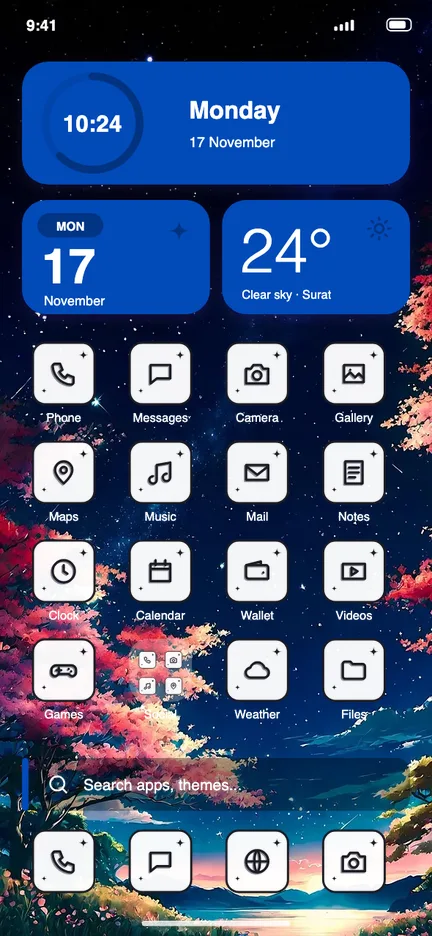 9:41
10:24
Monday
17 November
MON
17
November
24°
Clear sky · Surat
Phone
Messages
Camera
Gallery
Maps
Music
Mail
Notes
Clock
Calendar
Wallet
Videos
Games
Weather
Files
Search apps, themes...